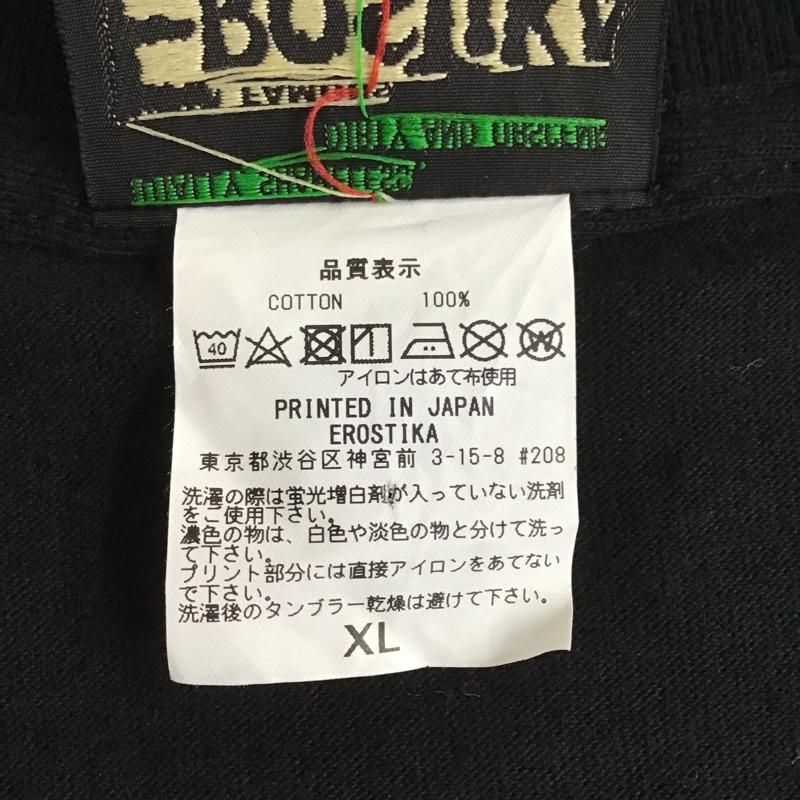 品質表示
COTTON 100%
40
W
アイロンはあて布使用
PRINTED IN JAPAN
EROSTIKA
東京都渋谷区神宮前 3-15-8 #208
洗濯の際は蛍光増白剤が入っていない洗剤
をご使用下さい。
濃色の物は、白色や淡色の物と分けて洗っ
て下さい。
プリント部分には直接アイロンをあてない
で下さい。
洗濯後のタンブラー乾燥は避けて下さい。
XL